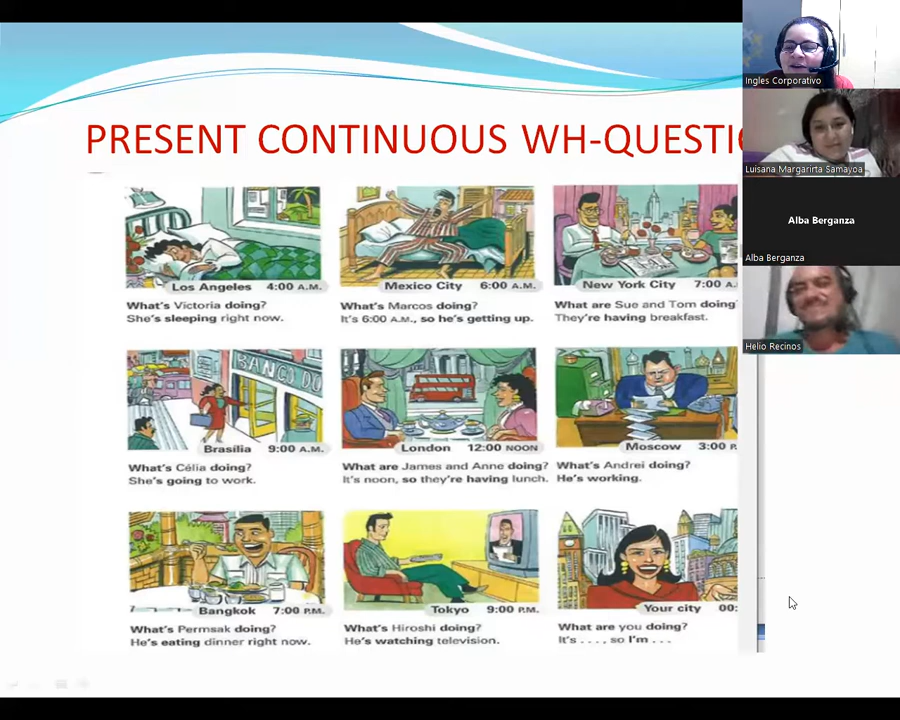 PRESENT CONTINUOUS WH-QUESTI
Los Angeles 4:00 A.M.
What's Victoria doing?
She's sleeping right now.
Mexico City 6:00 A.M.
What's Marcos doing?
It's 6:00 A.M., so he's getting up.
New York City 7:00 A.
What are Sue and Tom doing
They're having breakfast.
BANCO DO
Brasília 9:00 A.M.
What's Célia doing?
She's going to work.
London 12:00 NOON
What are James and Anne doing?
It's noon, so they're having lunch.
Moscow 3:00 P.
What's Andrei doing?
He's working.
Bangkok 7:00 P.M.
What's Permsak doing?
He's eating dinner right now.
Tokyo 9:00 P.M.
What's Hiroshi doing?
He's watching television.
Your city 00:
What are you doing?
It's . . . , so I'm . . .
Ingles Corporativo
Luisana Margarirta Samayoa
Alba Berganza
Alba Berganza
Helio Recinos